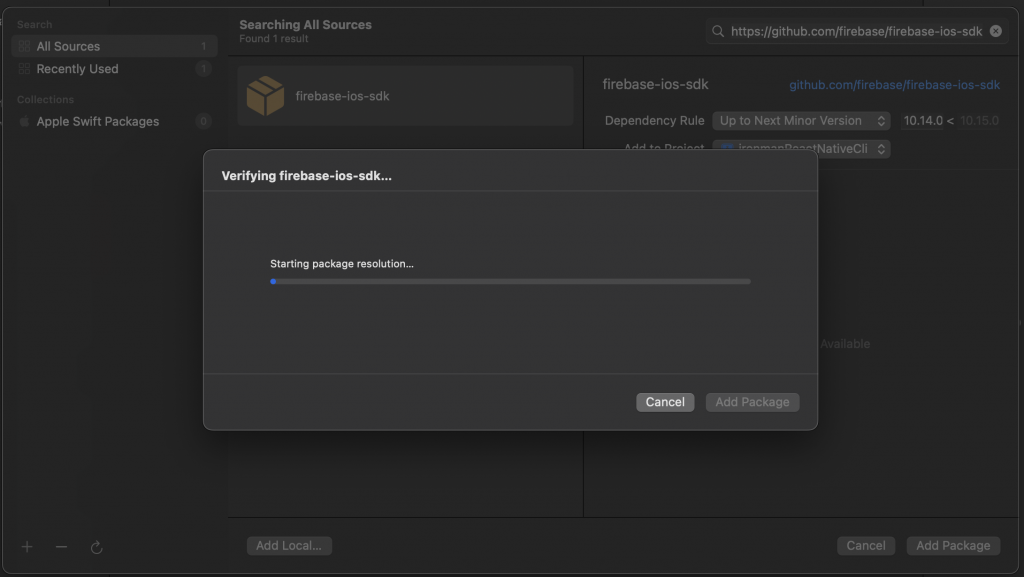 Search
All Sources 1
Recently Used 1
Collections
Apple Swift Packages 0
Searching All Sources
Found 1 result
https://github.com/firebase/firebase-ios-sdk
firebase-ios-sdk
firebase-ios-sdk
github.com/firebase/firebase-ios-sdk
Dependency Rule Up to Next Minor Version 10.14.0 < 10.15.0
Add to Project ironmanReactNativeCli
Verifying firebase-ios-sdk...
Starting package resolution...
Available
Cancel Add Package
Add Local...
Cancel Add Package